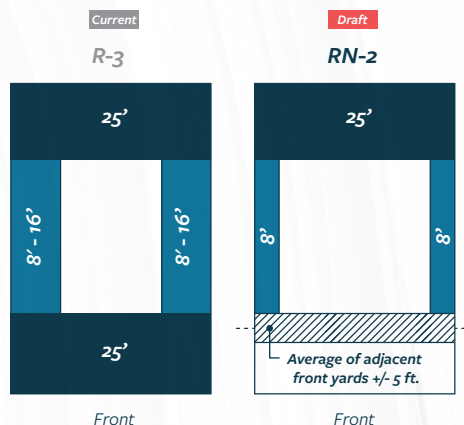 Current
R-3
25’
8’ - 16’
8’ - 16’
25’
Front
Draft
RN-2
25’
8’
8’
Average of adjacent
front yards +/- 5 ft.
Front